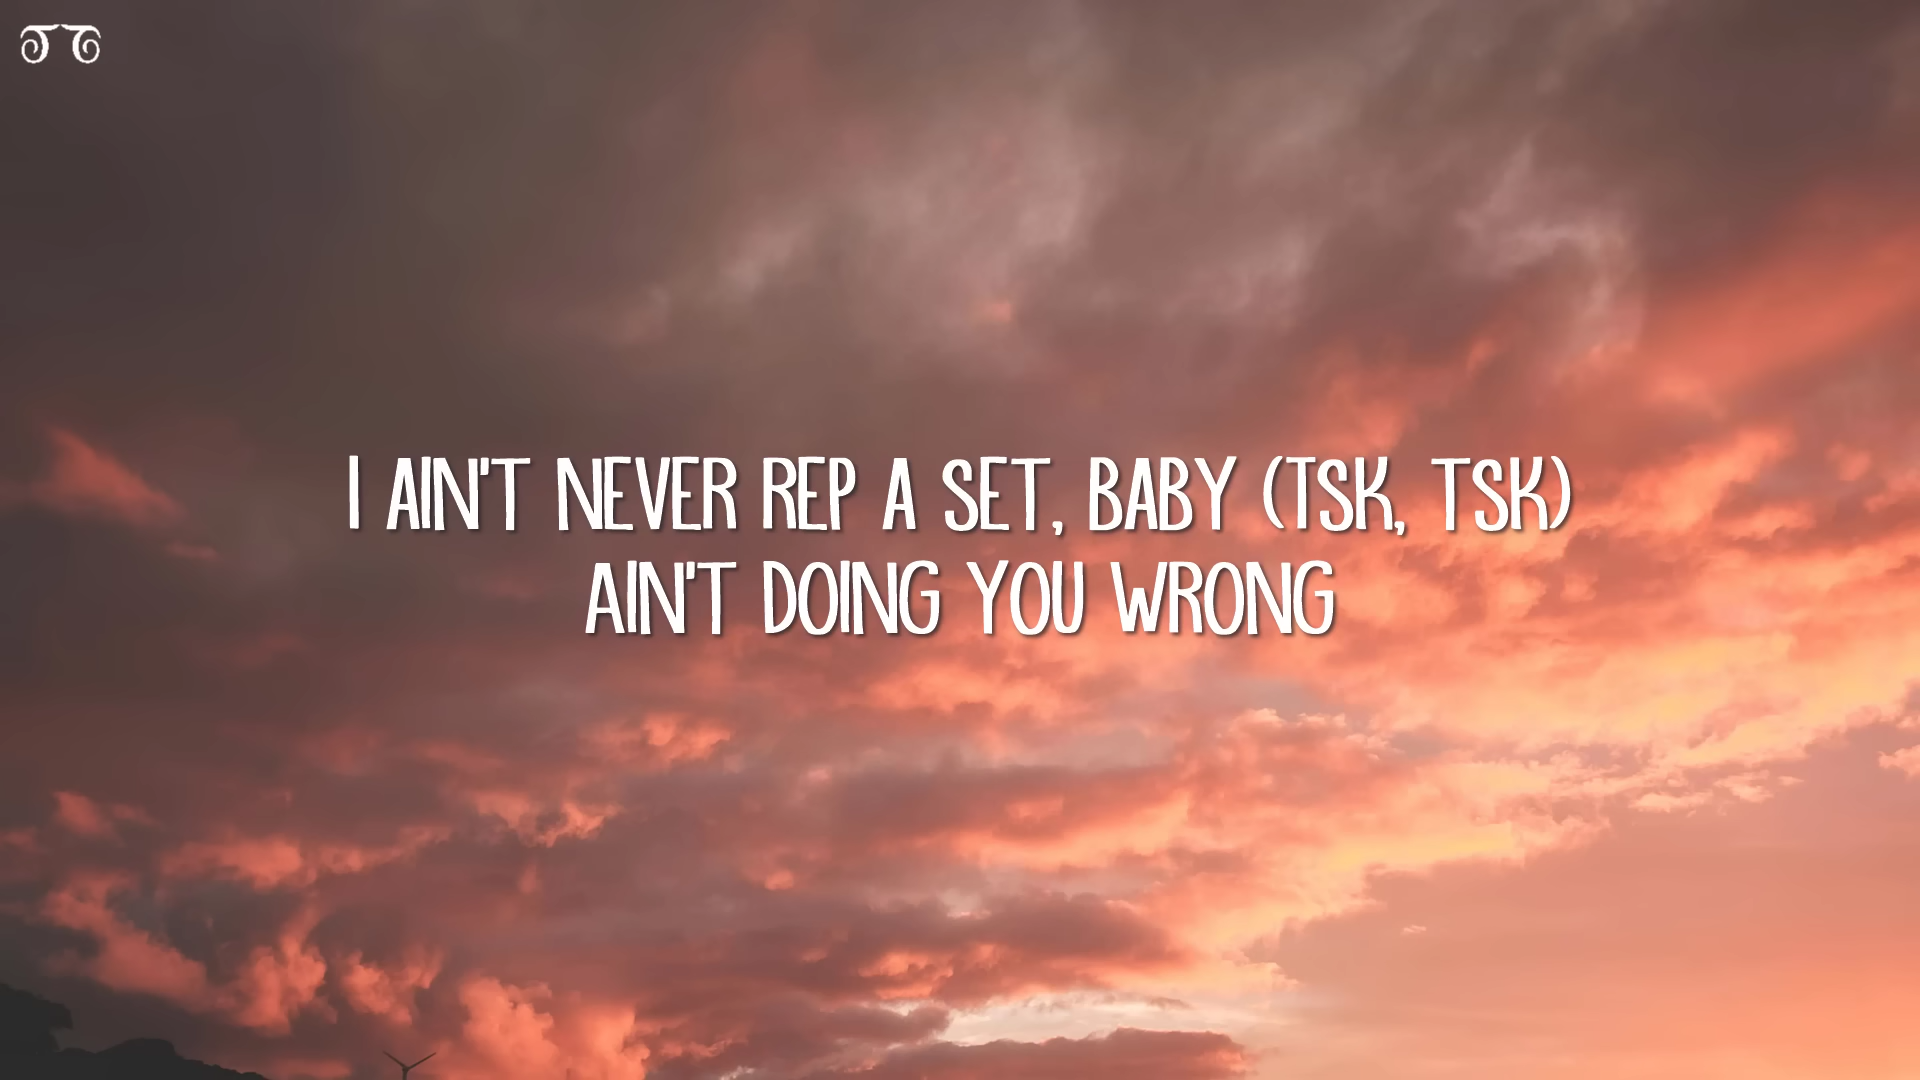 I AIN'T NEVER REP A SET, BABY (TSK, TSK)
AIN'T DOING YOU WRONG